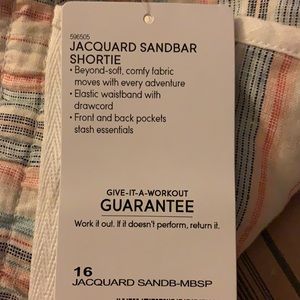 596505
JACQUARD SANDBAR
SHORTIE
• Beyond-soft, comfy fabric
moves with every adventure
• Elastic waistband with
drawcord
• Front and back pockets
stash essentials
GIVE-IT-A-WORKOUT
GUARANTEE
Work it out. If it doesn't perform, return it.
16
JACQUARD SANDB-MBSP